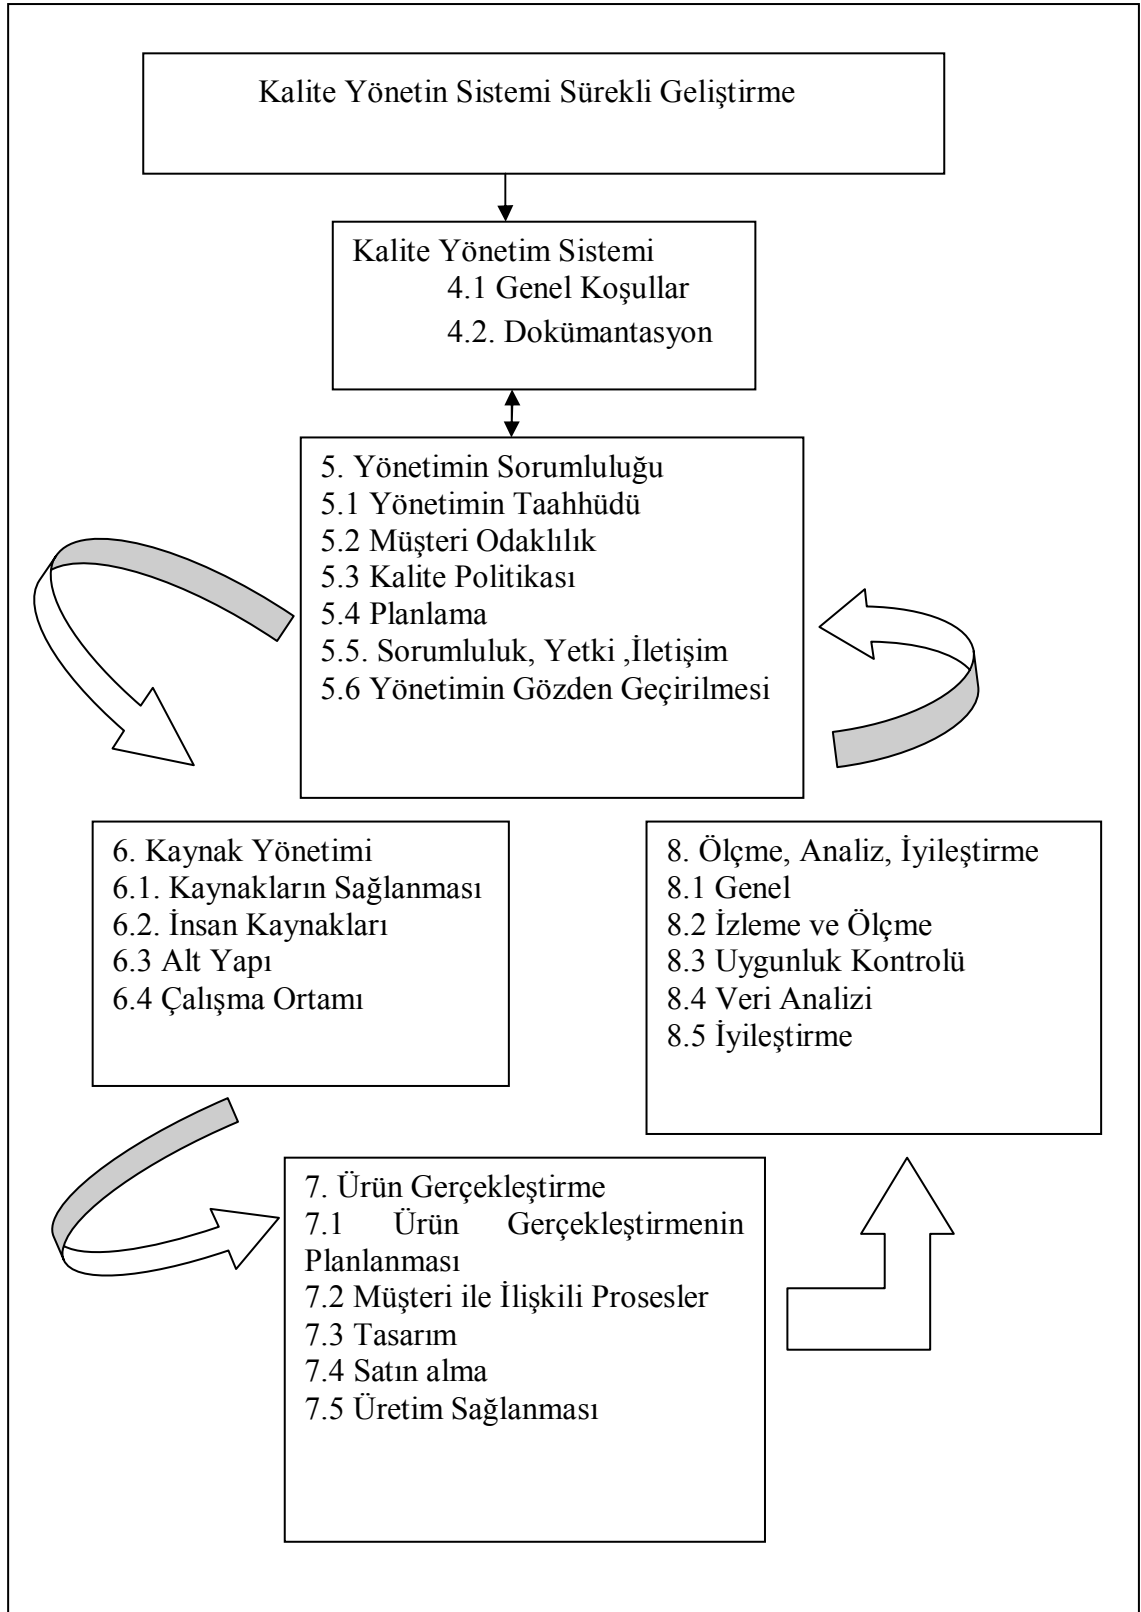 Kalite Yönetin Sistemi Sürekli Geliştirme
Kalite Yönetim Sistemi
4.1 Genel Koşullar
4.2. Dokümantasyon
5. Yönetimin Sorumluluğu
5.1 Yönetimin Taahhüdü
5.2 Müşteri Odaklılık
5.3 Kalite Politikası
5.4 Planlama
5.5. Sorumluluk, Yetki ,İletişim
5.6 Yönetimin Gözden Geçirilmesi
6. Kaynak Yönetimi
6.1. Kaynakların Sağlanması
6.2. İnsan Kaynakları
6.3 Alt Yapı
6.4 Çalışma Ortamı
8. Ölçme, Analiz, İyileştirme
8.1 Genel
8.2 İzleme ve Ölçme
8.3 Uygunluk Kontrolü
8.4 Veri Analizi
8.5 İyileştirme
7. Ürün Gerçekleştirme
7.1 Ürün Gerçekleştirmenin
Planlanması
7.2 Müşteri ile İlişkili Prosesler
7.3 Tasarım
7.4 Satın alma
7.5 Üretim Sağlanması